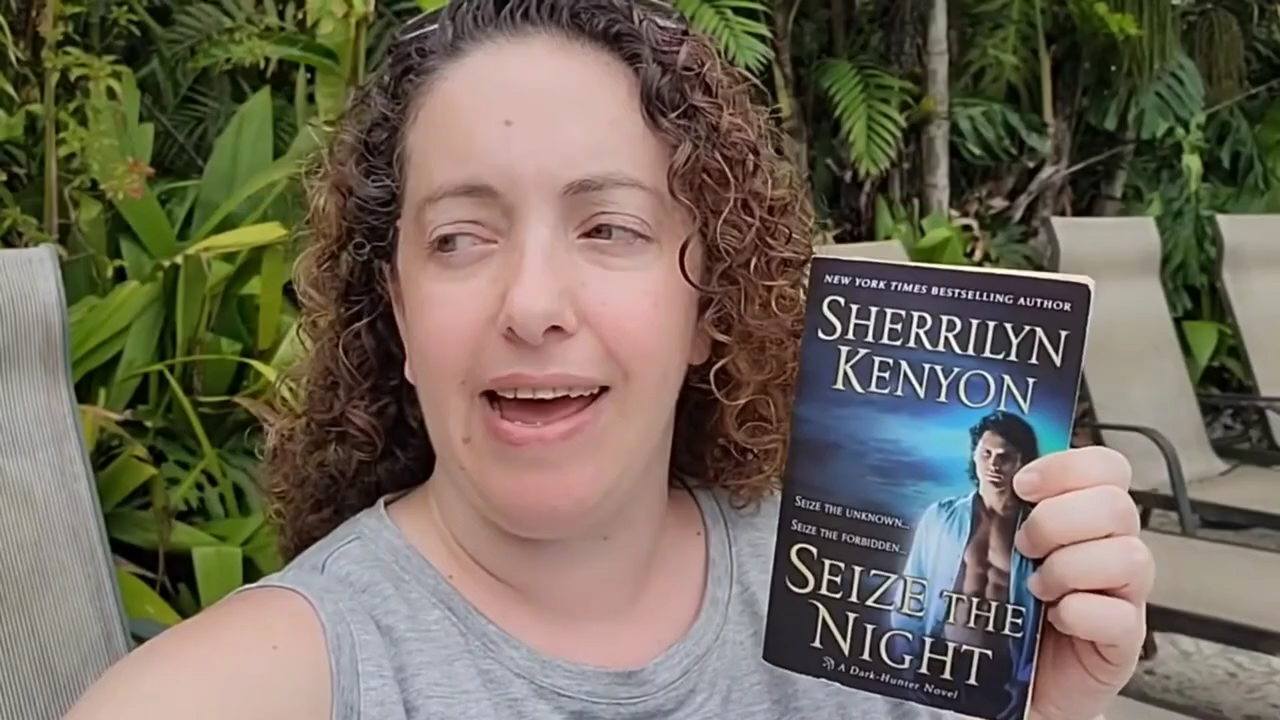 NEW YORK TIMES BESTSELLING AUTHOR
SHERRILYN
KENYON
SEIZE THE UNKNOWN...
SEIZE THE FORBIDDEN...
SEIZE THE
NIGHT
A Dark-Hunter Novel